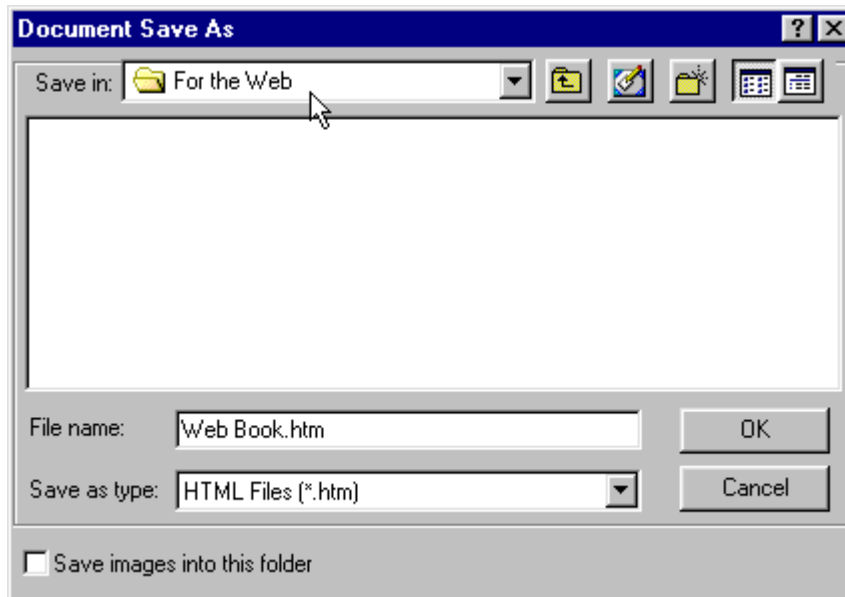 Document Save As
Save in: For the Web
File name: Web Book.htm OK
Save as type: HTML Files (*.htm) Cancel
Save images into this folder